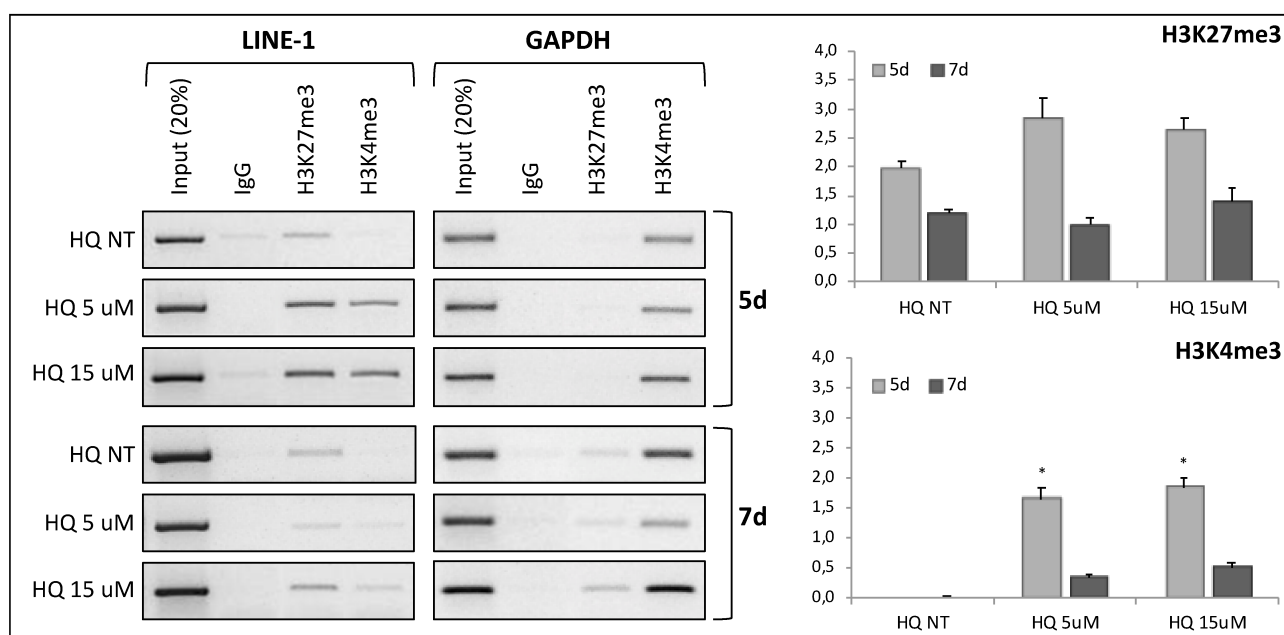 LINE-1
GAPDH
Input (20%)
IgG
H3K27me3
H3K4me3
Input (20%)
IgG
H3K27me3
H3K4me3
HQ NT
HQ 5 uM
HQ 15 uM
5d
HQ NT
HQ 5 uM
HQ 15 uM
7d
H3K27me3
4,0
3,5
3,0
2,5
2,0
1,5
1,0
0,5
0,0
5d
7d
HQ NT
HQ 5uM
HQ 15uM
H3K4me3
4,0
3,5
3,0
2,5
2,0
1,5
1,0
0,5
0,0
5d
7d
*
*
HQ NT
HQ 5uM
HQ 15uM